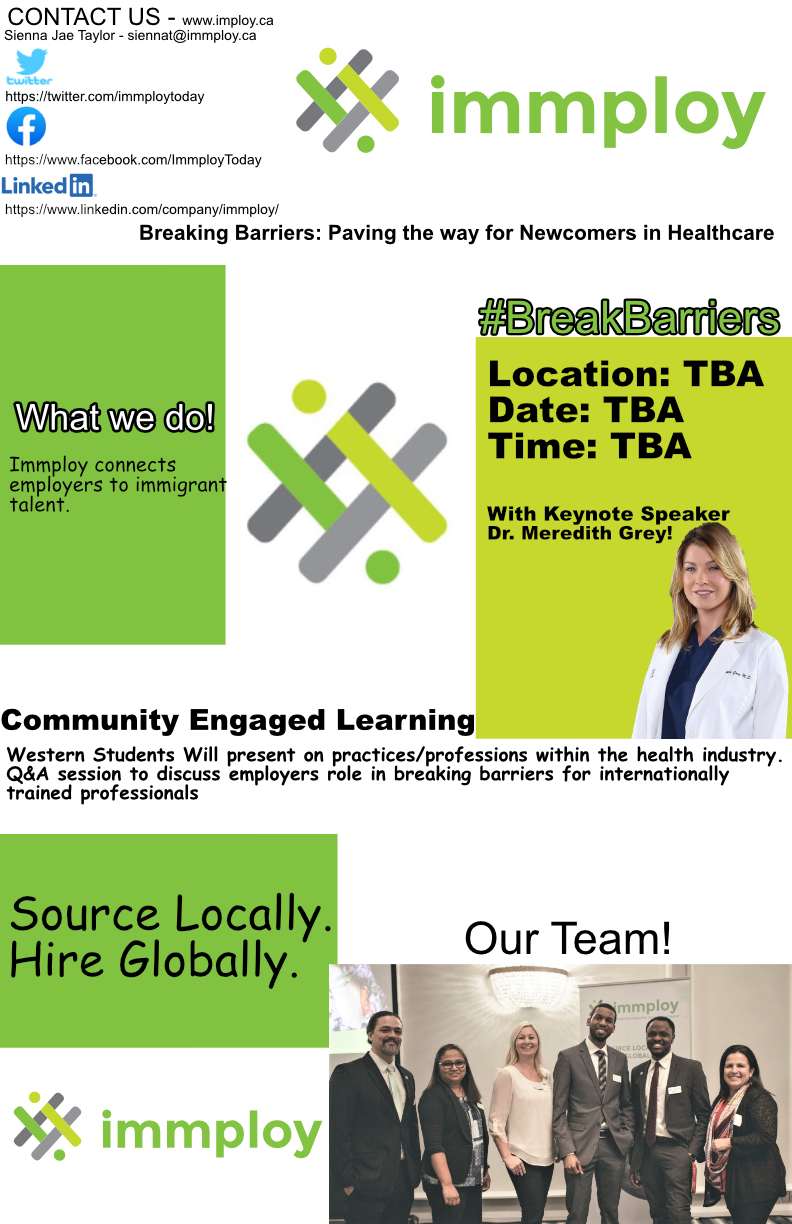 CONTACT US - www.imploy.ca
Sienna Jae Taylor - siennat@immploy.ca
twitter
https://twitter.com/immploytoday
https://www.facebook.com/ImmployToday
Linked in
https://www.linkedin.com/company/immploy/
immploy
Breaking Barriers: Paving the way for Newcomers in Healthcare
What we do!
Immploy connects
employers to immigrant
talent.
#BreakBarriers
Location: TBA
Date: TBA
Time: TBA
With Keynote Speaker
Dr. Meredith Grey!
Community Engaged Learning
Western Students Will present on practices/professions within the health industry.
Q&A session to discuss employers role in breaking barriers for internationally
trained professionals
Source Locally.
Hire Globally.
Our Team!
immploy
immploy